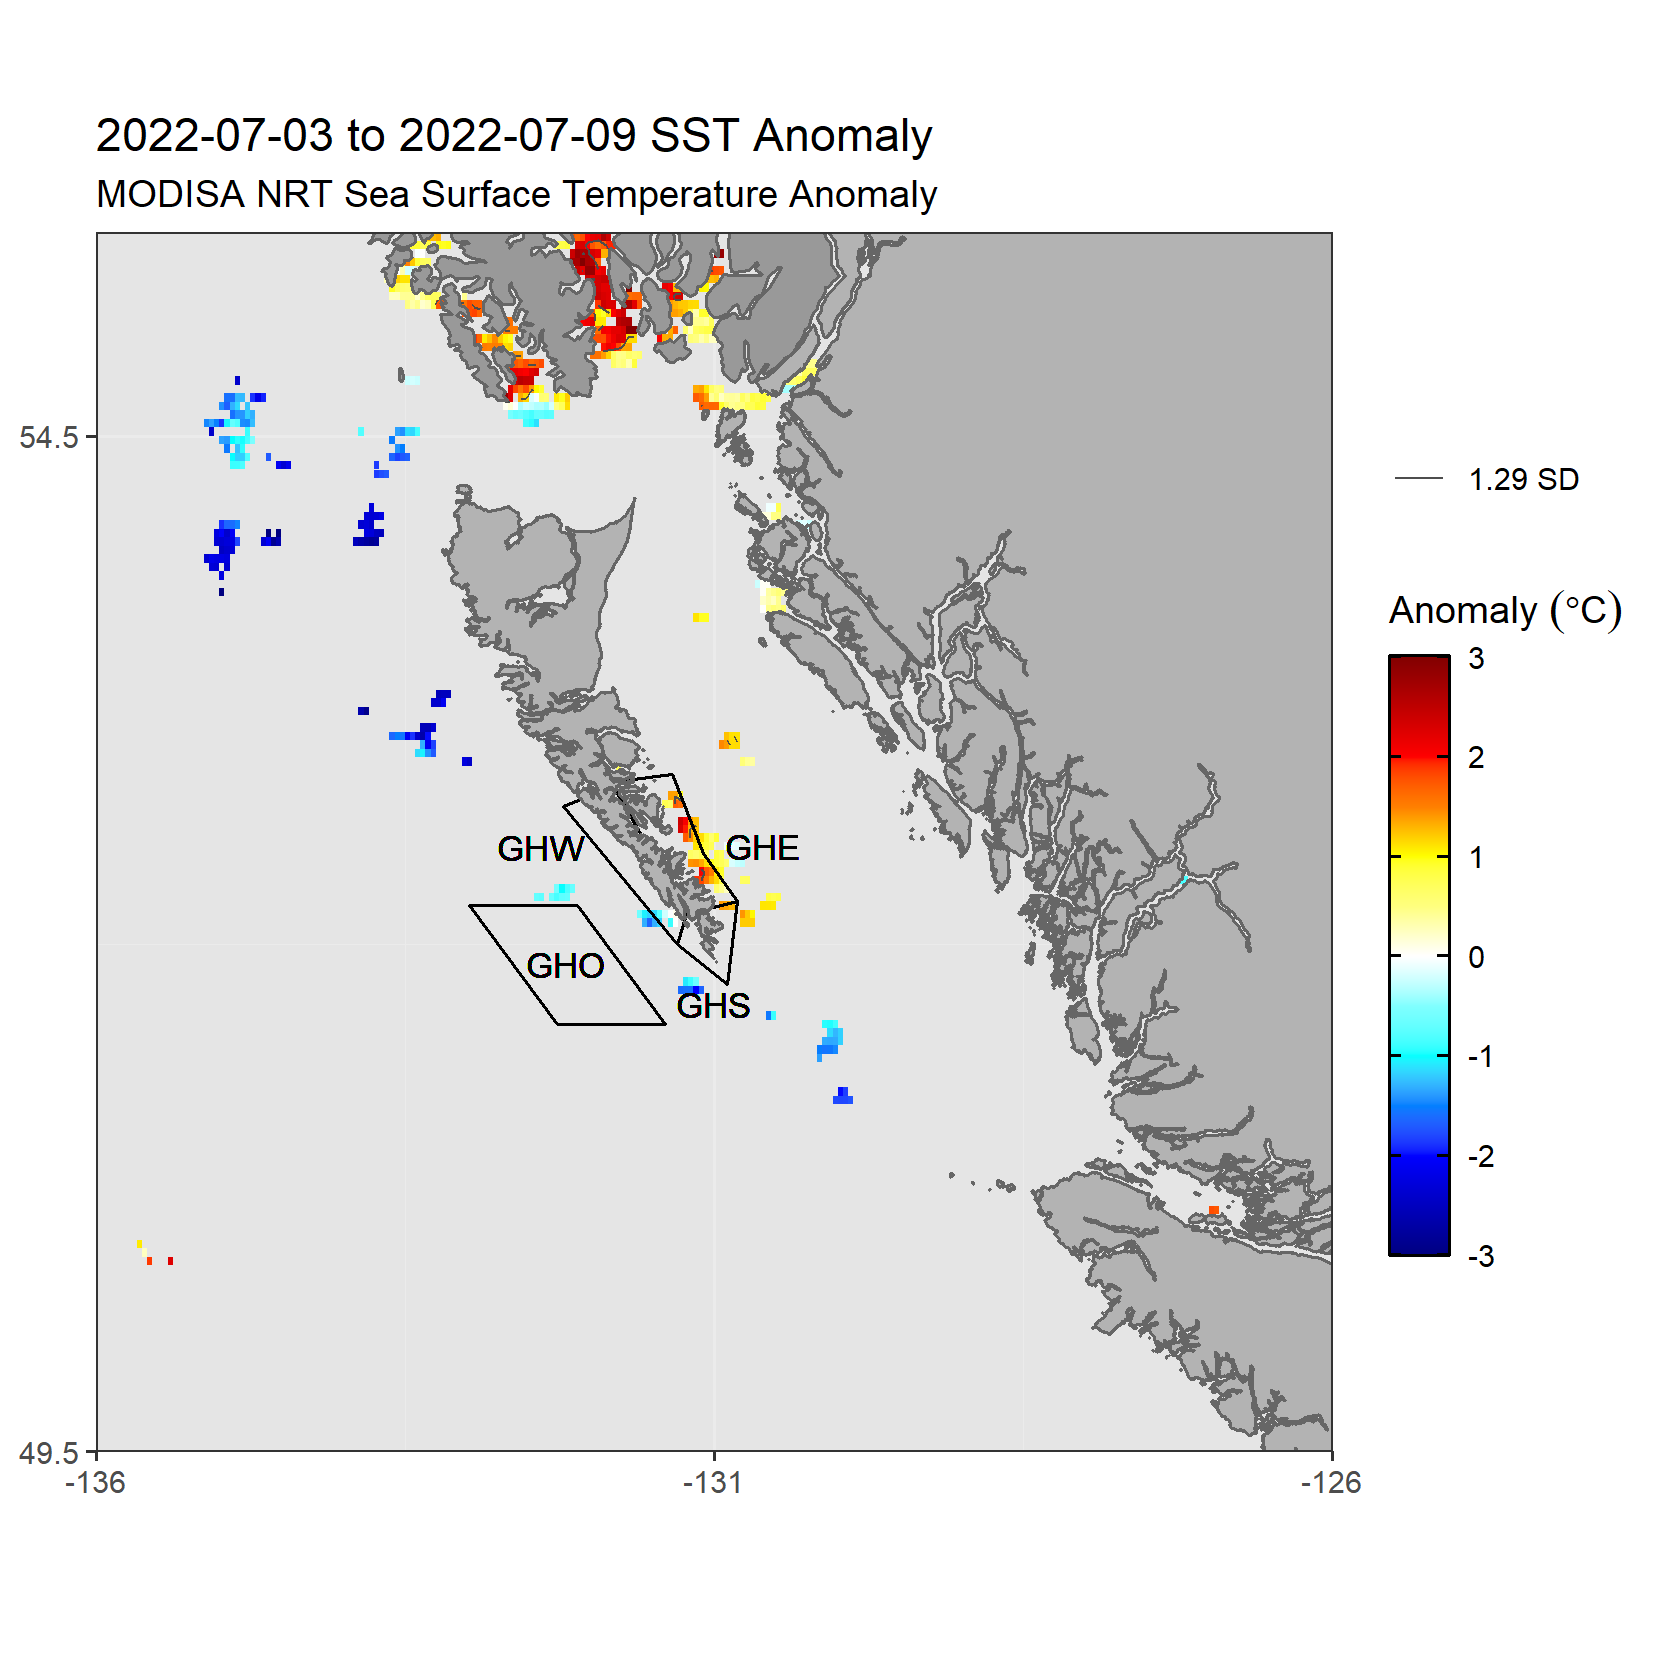 2022-07-03 to 2022-07-09 SST Anomaly
MODISA NRT Sea Surface Temperature Anomaly
54.5
49.5
-136
-131
-126
GHW
GHE
GHO
GHS
1.29 SD
Anomaly (°C)
3
2
1
0
-1
-2
-3